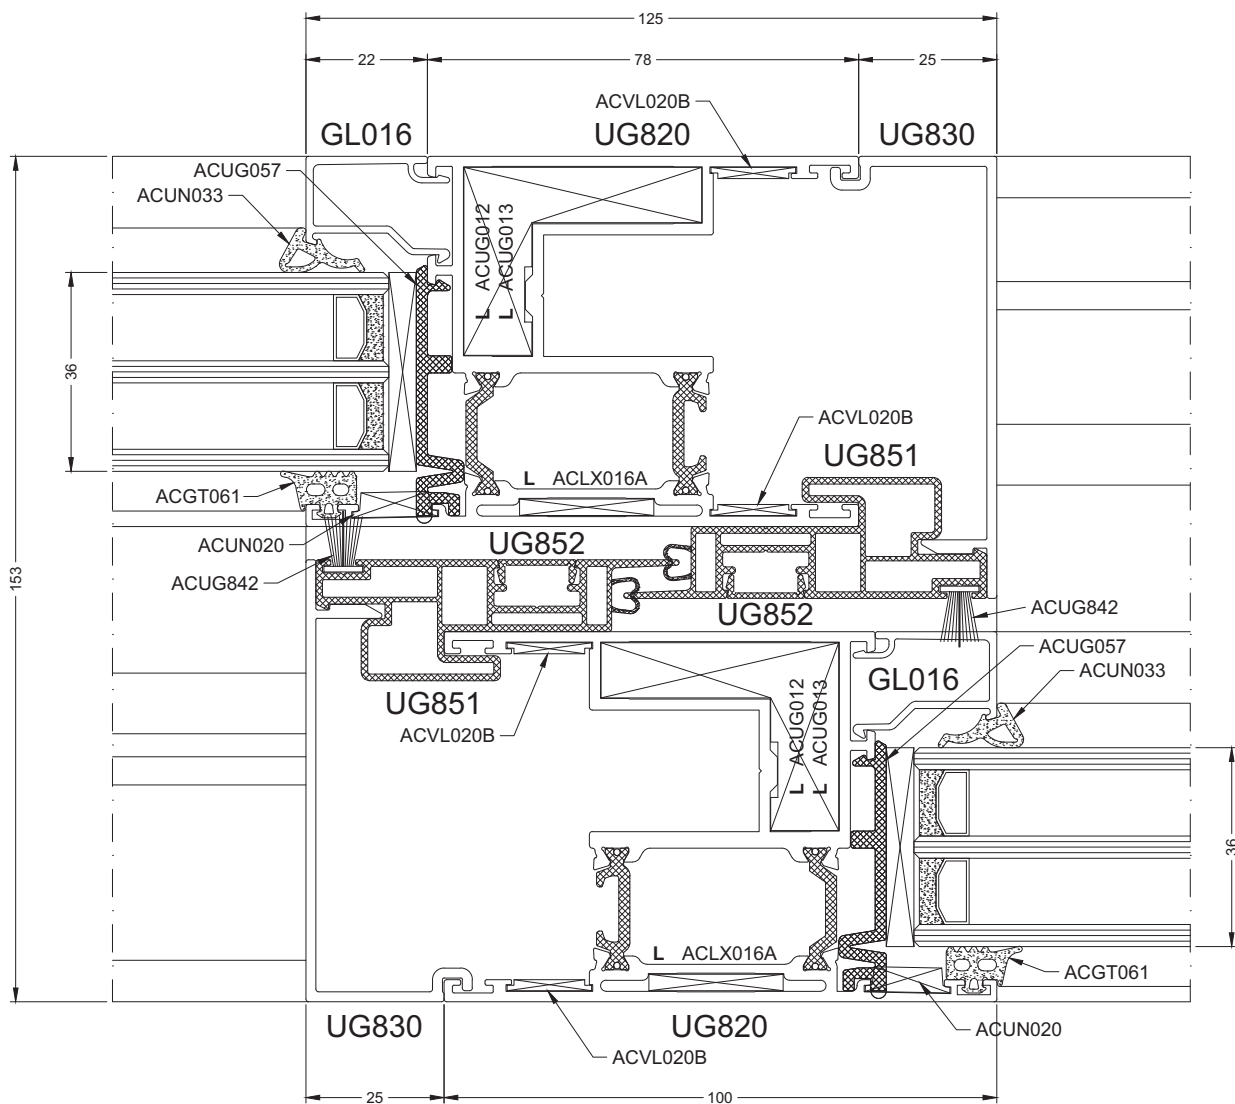 125
22
78
25
ACVL020B
GL016
UG820
UG830
ACUG057
ACUN033
L ACUG012
L ACUG013
36
ACVL020B
UG851
L ACLX016A
ACGT061
ACUN020
UG852
ACUG842
153
UG852
ACUG842
ACUG057
ACUN033
GL016
UG851
ACVL020B
L ACUG012
L ACUG013
36
L ACLX016A
ACGT061
ACUN020
UG830
UG820
ACVL020B
25
100